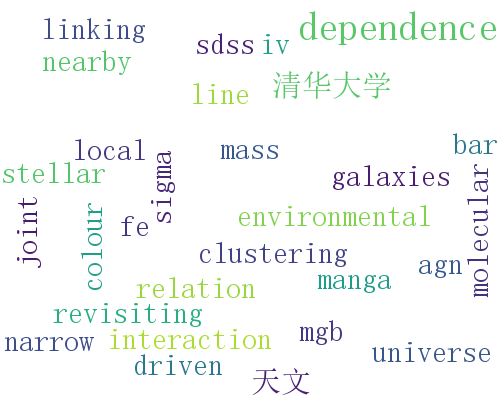 linking
dependence
sdss
iv
nearby
清华大学
line
local
mass
bar
stellar
sigma
galaxies
molecular
joint
colour
fe
environmental
clustering
agn
manga
relation
revisiting
narrow
interaction
mgb
universe
driven
天文